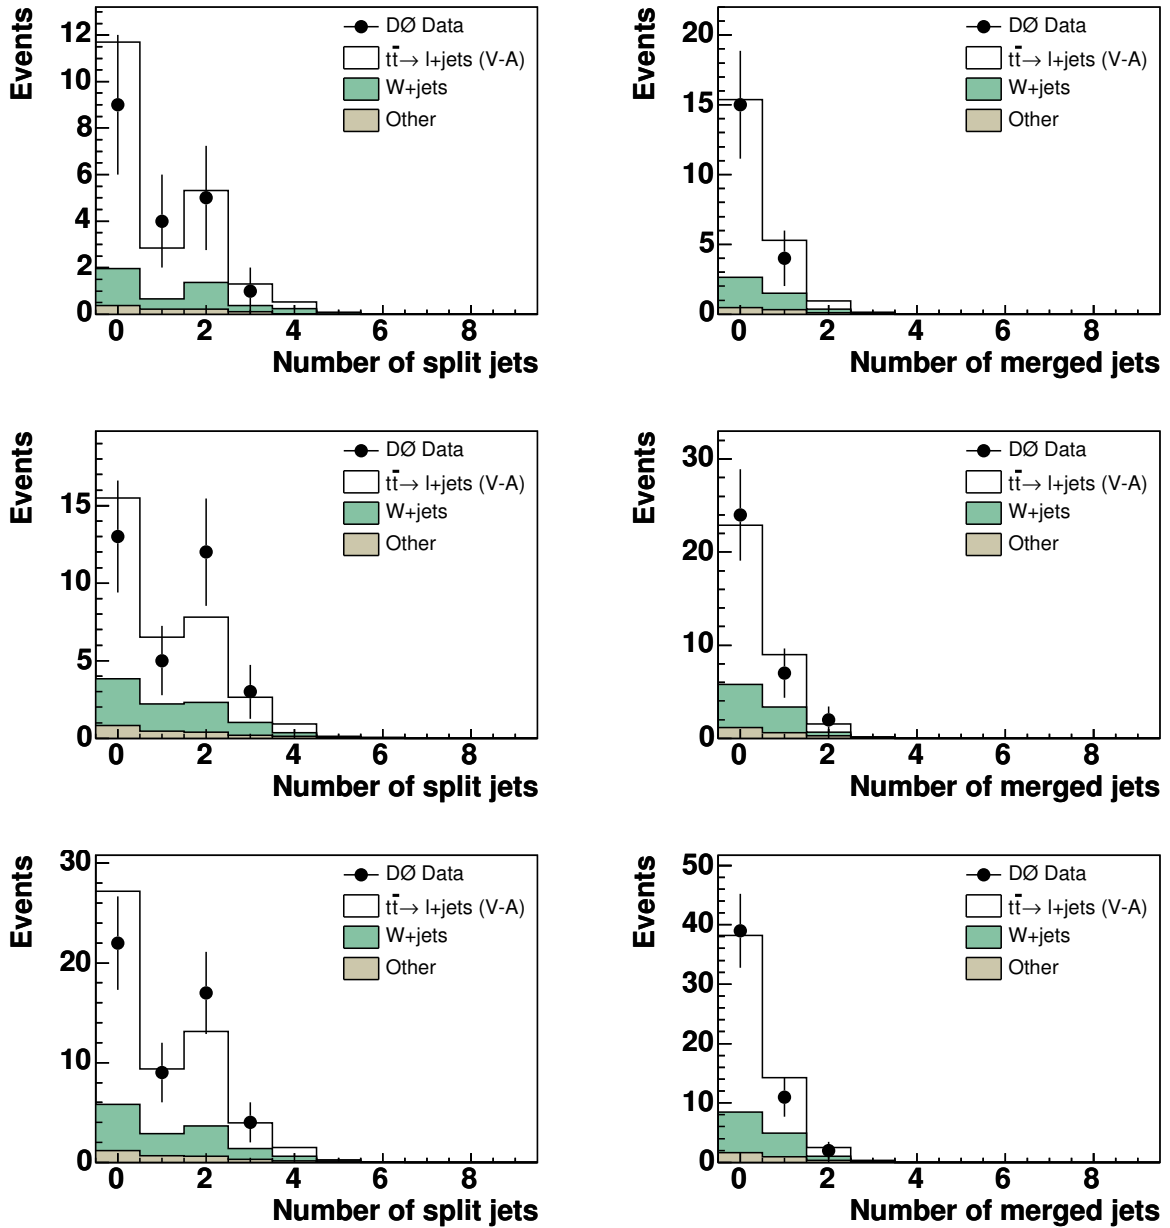 Events
12
10
8
6
4
2
0
DØ Data
tt̄→ l+jets (V-A)
W+jets
Other
0 2 4 6 8
Number of split jets
Events
20
15
10
5
0
DØ Data
tt̄→ l+jets (V-A)
W+jets
Other
0 2 4 6 8
Number of merged jets
Events
15
10
5
0
DØ Data
tt̄→ l+jets (V-A)
W+jets
Other
0 2 4 6 8
Number of split jets
Events
30
20
10
0
DØ Data
tt̄→ l+jets (V-A)
W+jets
Other
0 2 4 6 8
Number of merged jets
Events
30
20
10
0
DØ Data
tt̄→ l+jets (V-A)
W+jets
Other
0 2 4 6 8
Number of split jets
Events
50
40
30
20
10
0
DØ Data
tt̄→ l+jets (V-A)
W+jets
Other
0 2 4 6 8
Number of merged jets